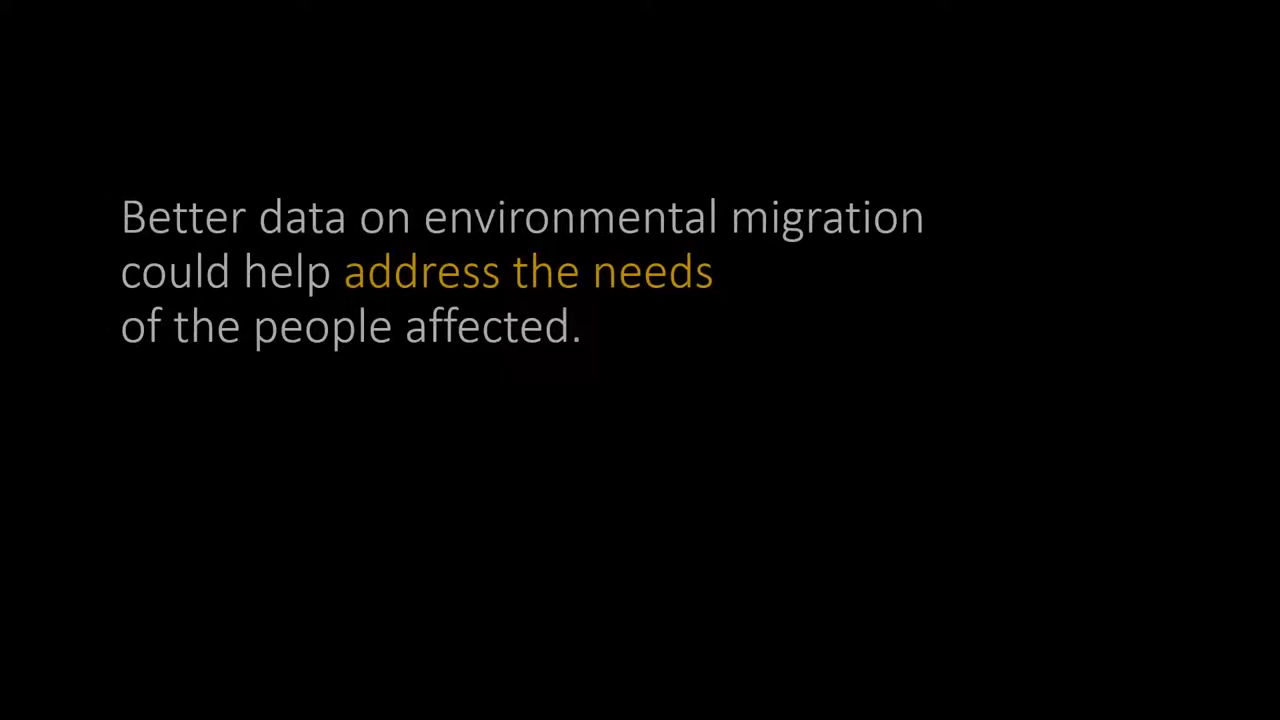 Better data on environmental migration
could help address the needs
of the people affected.